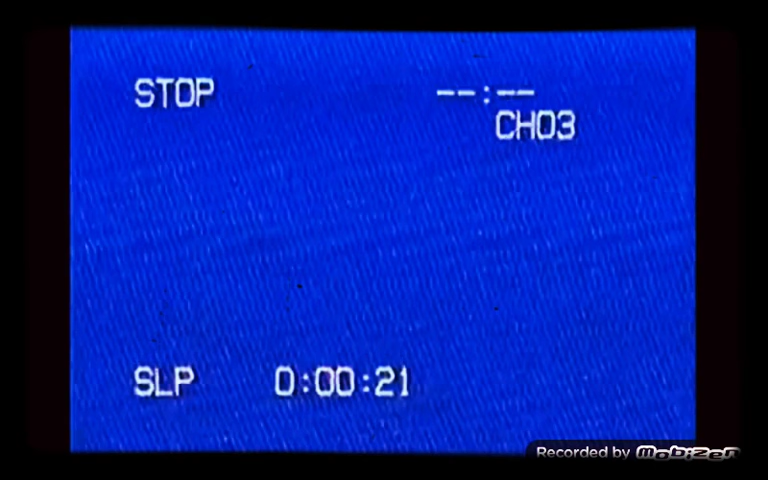 STOP --:--
CH03
SLP 0:00:21
Recorded by Mobizen